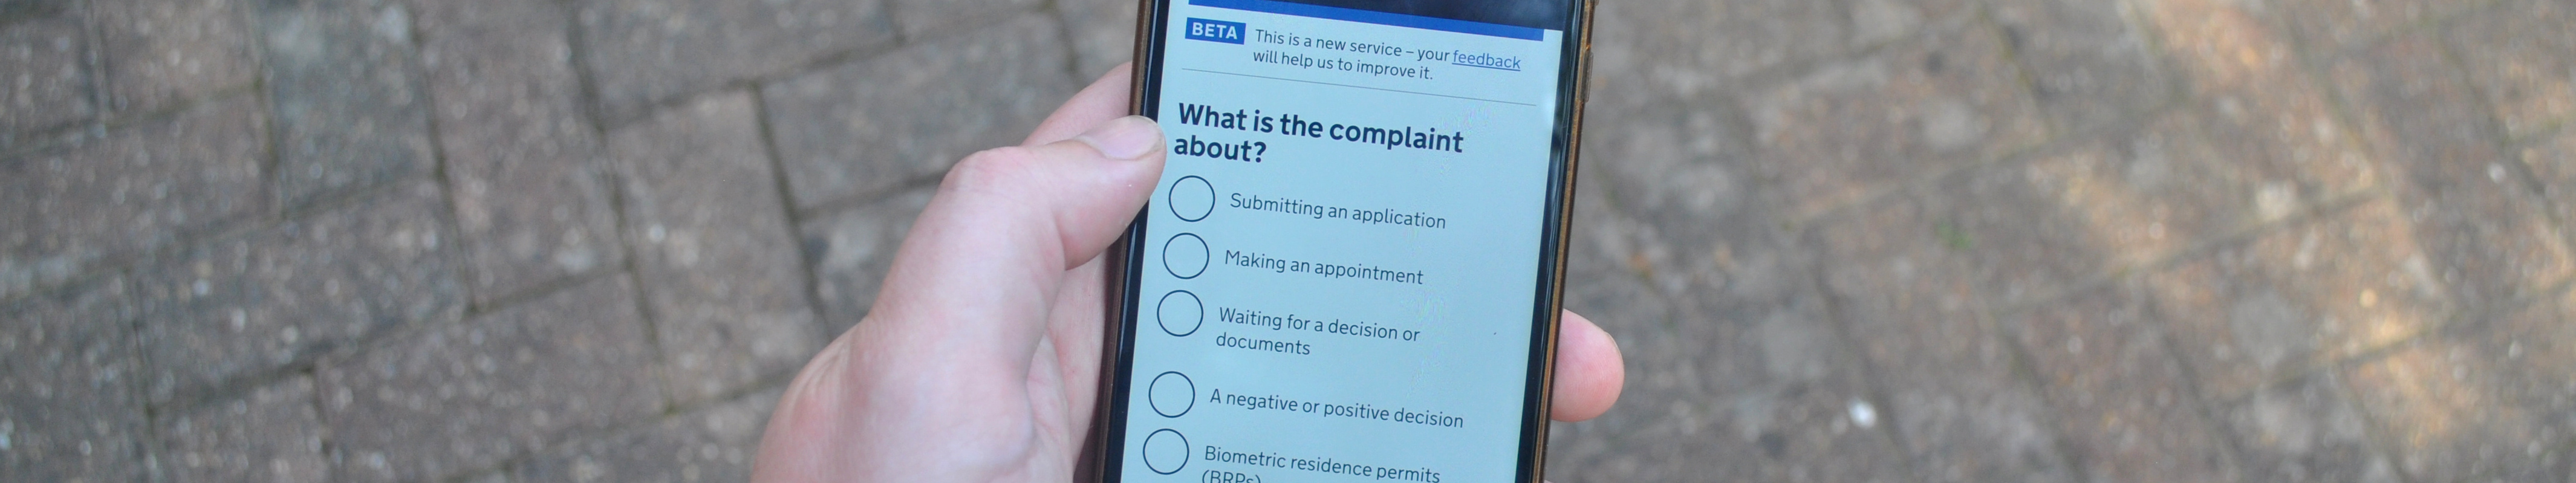 BETA This is a new service – your feedback
will help us to improve it.
What is the complaint
about?
Submitting an application
Making an appointment
Waiting for a decision or
documents
A negative or positive decision
Biometric residence permits
(BRPs)